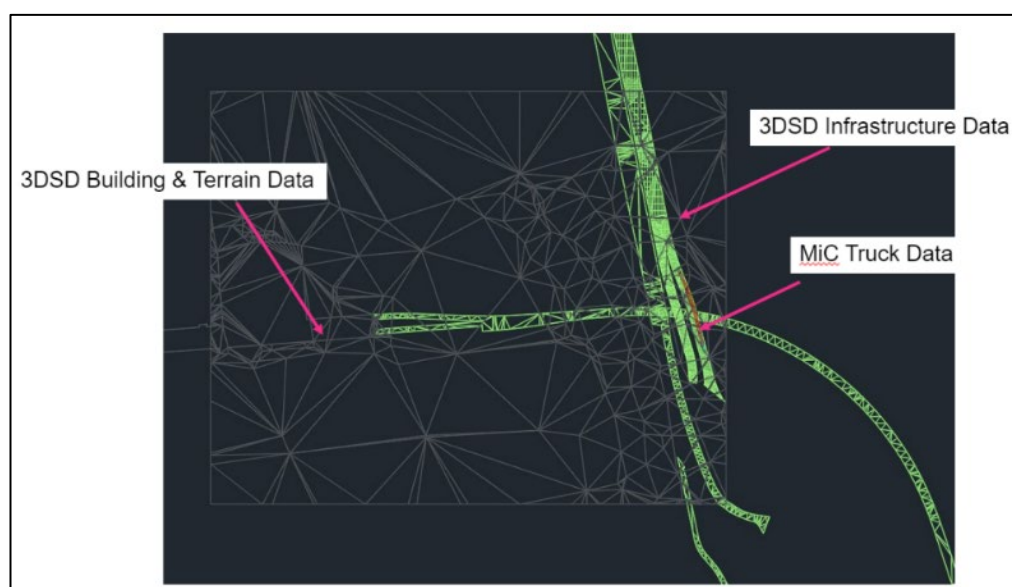 3DSD Infrastructure Data
3DSD Building & Terrain Data
MiC Truck Data